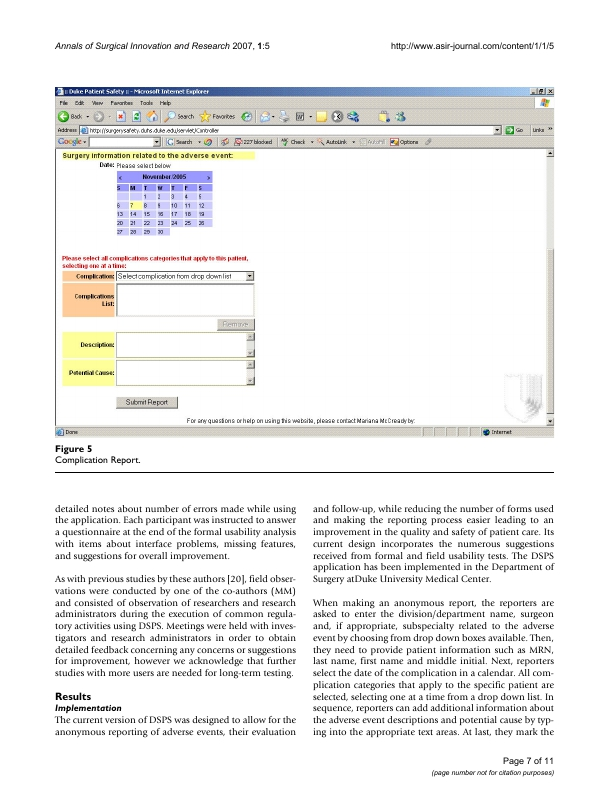 Annals of Surgical Innovation and Research 2007, 1:5
http://www.asir-journal.com/content/1/1/5
:: Duke Patient Safety :: - Microsoft Internet Explorer
File Edit View Favorites Tools Help
Back Search Favorites
Address http://surgerysafety.duhs.duke.edu/servlet/Controller Go Links »
Google Search 227 blocked Check AutoLink AutoFill Options
Surgery information related to the adverse event:
Date: Please select below
< November 2005 >
S M T W T F S
1 2 3 4 5
6 7 8 9 10 11 12
13 14 15 16 17 18 19
20 21 22 23 24 25 26
27 28 29 30
Please select all complications categories that apply to this patient,
selecting one at a time:
Complication: Select complication from drop down list
Complications
List:
Remove
Description:
Potential Cause:
Submit Report
For any questions or help on using this website, please contact Mariana McCready by:
Done Internet
Figure 5
Complication Report.
detailed notes about number of errors made while using
the application. Each participant was instructed to answer
a questionnaire at the end of the formal usability analysis
with items about interface problems, missing features,
and suggestions for overall improvement.
As with previous studies by these authors [20], field obser-
vations were conducted by one of the co-authors (MM)
and consisted of observation of researchers and research
administrators during the execution of common regula-
tory activities using DSPS. Meetings were held with inves-
tigators and research administrators in order to obtain
detailed feedback concerning any concerns or suggestions
for improvement, however we acknowledge that further
studies with more users are needed for long-term testing.
Results
Implementation
The current version of DSPS was designed to allow for the
anonymous reporting of adverse events, their evaluation
and follow-up, while reducing the number of forms used
and making the reporting process easier leading to an
improvement in the quality and safety of patient care. Its
current design incorporates the numerous suggestions
received from formal and field usability tests. The DSPS
application has been implemented in the Department of
Surgery atDuke University Medical Center.
When making an anonymous report, the reporters are
asked to enter the division/department name, surgeon
and, if appropriate, subspecialty related to the adverse
event by choosing from drop down boxes available. Then,
they need to provide patient information such as MRN,
last name, first name and middle initial. Next, reporters
select the date of the complication in a calendar. All com-
plication categories that apply to the specific patient are
selected, selecting one at a time from a drop down list. In
sequence, reporters can add additional information about
the adverse event descriptions and potential cause by typ-
ing into the appropriate text areas. At last, they mark the
Page 7 of 11
(page number not for citation purposes)